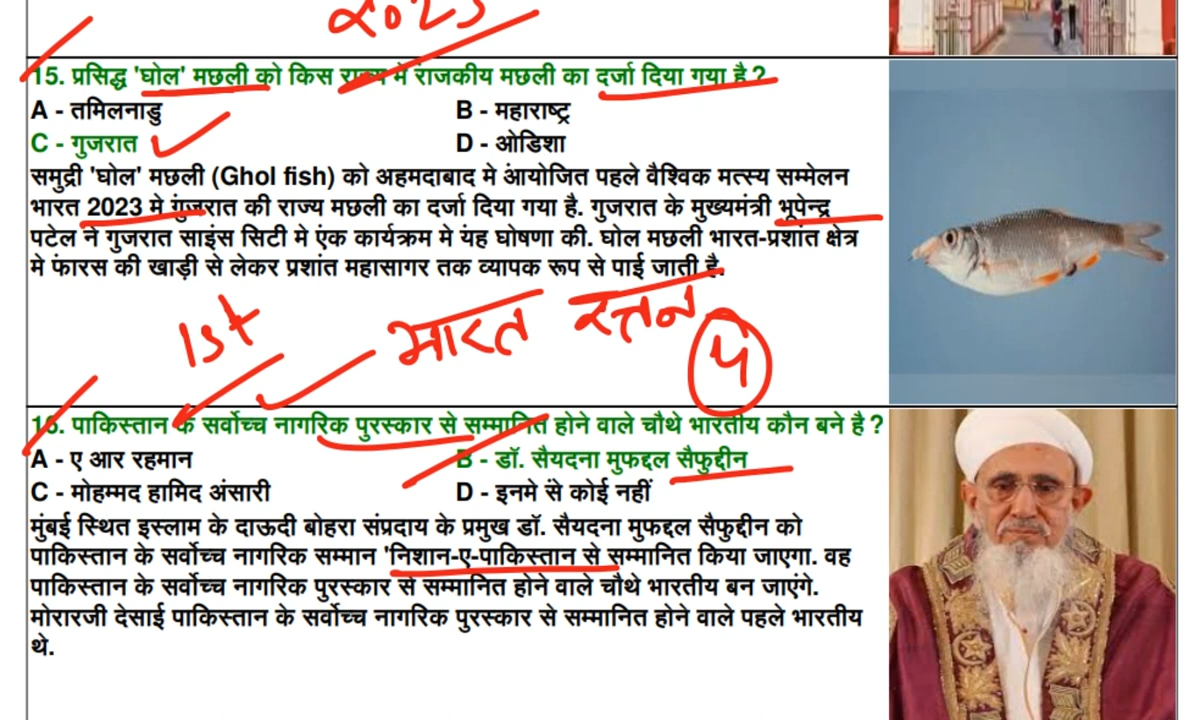 २०२३
15. प्रसिद्ध 'घोल' मछली को किस राज्य मे राजकीय मछली का दर्जा दिया गया है ?
A - तमिलनाडु
B - महाराष्ट्र
C - गुजरात
D - ओडिशा
समुद्री 'घोल' मछली (Ghol fish) को अहमदाबाद मे आयोजित पहले वैश्विक मत्स्य सम्मेलन
भारत 2023 मे गुजरात की राज्य मछली का दर्जा दिया गया है. गुजरात के मुख्यमंत्री भूपेन्द्र
पटेल ने गुजरात साइंस सिटी मे एक कार्यक्रम मे यह घोषणा की. घोल मछली भारत-प्रशांत क्षेत्र
मे फारस की खाड़ी से लेकर प्रशांत महासागर तक व्यापक रूप से पाई जाती है.
1st
भारत रत्न
16. पाकिस्तान के सर्वोच्च नागरिक पुरस्कार से सम्मानित होने वाले चौथे भारतीय कौन बने है ?
A - ए आर रहमान
B - डॉ. सैयदना मुफद्दल सैफुद्दीन
C - मोहम्मद हामिद अंसारी
D - इनमे से कोई नहीं
मुंबई स्थित इस्लाम के दाऊदी बोहरा संप्रदाय के प्रमुख डॉ. सैयदना मुफद्दल सैफुद्दीन को
पाकिस्तान के सर्वोच्च नागरिक सम्मान 'निशान-ए-पाकिस्तान से सम्मानित किया जाएगा. वह
पाकिस्तान के सर्वोच्च नागरिक पुरस्कार से सम्मानित होने वाले चौथे भारतीय बन जाएंगे.
मोरारजी देसाई पाकिस्तान के सर्वोच्च नागरिक पुरस्कार से सम्मानित होने वाले पहले भारतीय
थे.